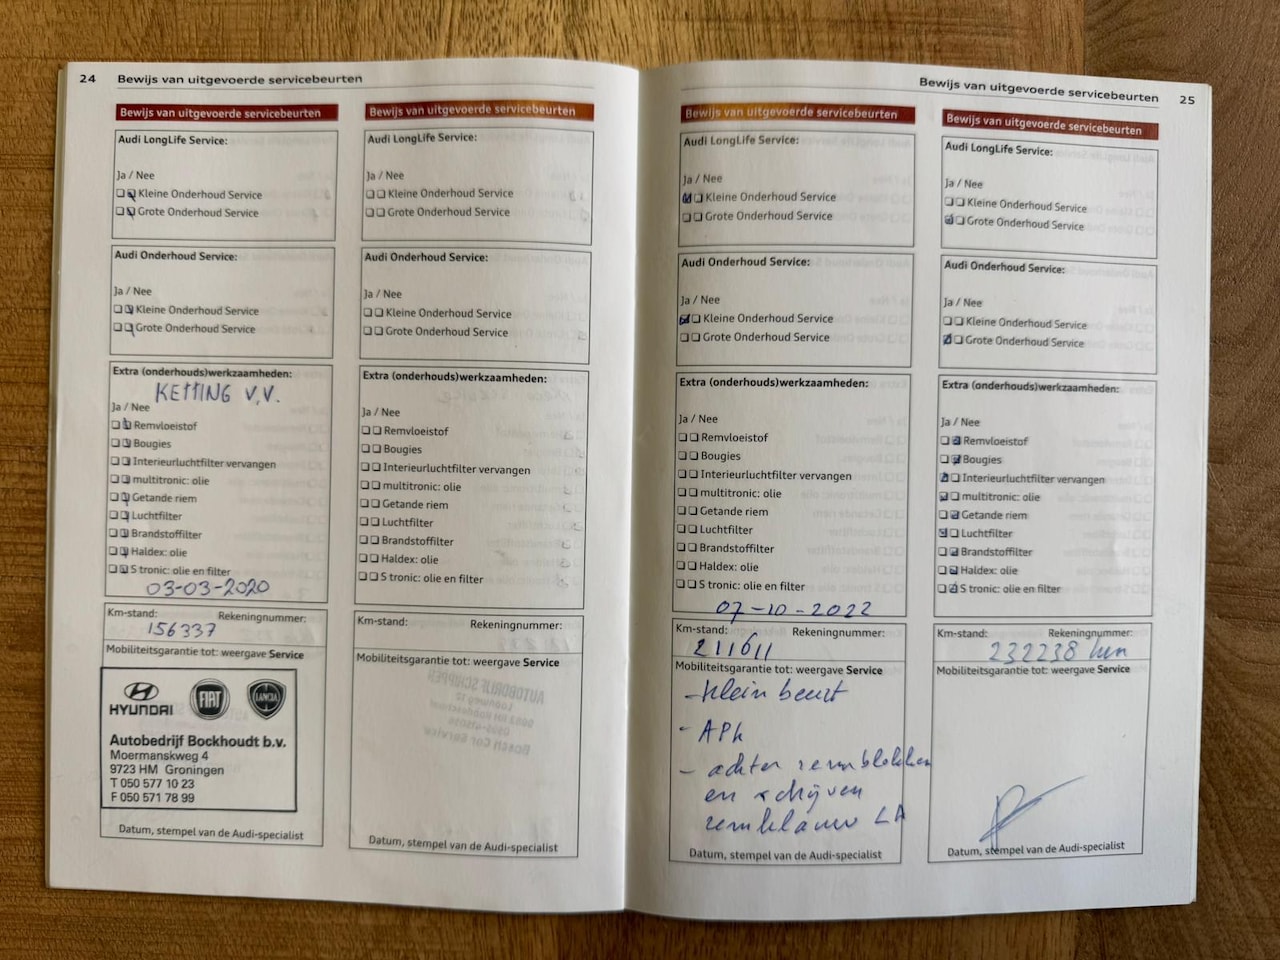 24 Bewijs van uitgevoerde servicebeurten
Bewijs van uitgevoerde servicebeurten
Audi LongLife Service:
Ja / Nee
Kleine Onderhoud Service
Grote Onderhoud Service
Audi Onderhoud Service:
Ja / Nee
Kleine Onderhoud Service
Grote Onderhoud Service
Extra (onderhouds)werkzaamheden:
KETTING V.V.
Ja / Nee
Remvloeistof
Bougies
Interieurluchtfilter vervangen
multitronic: olie
Getande riem
Luchtfilter
Brandstoffilter
Haldex: olie
S tronic: olie en filter
03-03-2020
Km-stand: Rekeningnummer:
156337
Mobiliteitsgarantie tot: weergave Service
HYUNDAI FIAT LANCIA
Autobedrijf Bockhoudt b.v.
Moermanskweg 4
9723 HM Groningen
T 050 577 10 23
F 050 571 78 99
Datum, stempel van de Audi-specialist
Bewijs van uitgevoerde servicebeurten
Audi LongLife Service:
Ja / Nee
Kleine Onderhoud Service
Grote Onderhoud Service
Audi Onderhoud Service:
Ja / Nee
Kleine Onderhoud Service
Grote Onderhoud Service
Extra (onderhouds)werkzaamheden:
Ja / Nee
Remvloeistof
Bougies
Interieurluchtfilter vervangen
multitronic: olie
Getande riem
Luchtfilter
Brandstoffilter
Haldex: olie
S tronic: olie en filter
Km-stand: Rekeningnummer:
Mobiliteitsgarantie tot: weergave Service
Datum, stempel van de Audi-specialist
Bewijs van uitgevoerde servicebeurten 25
Bewijs van uitgevoerde servicebeurten
Audi LongLife Service:
Ja / Nee
Kleine Onderhoud Service
Grote Onderhoud Service
Audi Onderhoud Service:
Ja / Nee
Kleine Onderhoud Service
Grote Onderhoud Service
Extra (onderhouds)werkzaamheden:
Ja / Nee
Remvloeistof
Bougies
Interieurluchtfilter vervangen
multitronic: olie
Getande riem
Luchtfilter
Brandstoffilter
Haldex: olie
S tronic: olie en filter
07-10-2022
Km-stand: Rekeningnummer:
211611
Mobiliteitsgarantie tot: weergave Service
- Klein beurt
- APK
- achter remblokken
en schijven
remklauw LA
Datum, stempel van de Audi-specialist
Bewijs van uitgevoerde servicebeurten
Audi LongLife Service:
Ja / Nee
Kleine Onderhoud Service
Grote Onderhoud Service
Audi Onderhoud Service:
Ja / Nee
Kleine Onderhoud Service
Grote Onderhoud Service
Extra (onderhouds)werkzaamheden:
Ja / Nee
Remvloeistof
Bougies
Interieurluchtfilter vervangen
multitronic: olie
Getande riem
Luchtfilter
Brandstoffilter
Haldex: olie
S tronic: olie en filter
Km-stand: Rekeningnummer:
232238 km
Mobiliteitsgarantie tot: weergave Service
Datum, stempel van de Audi-specialist